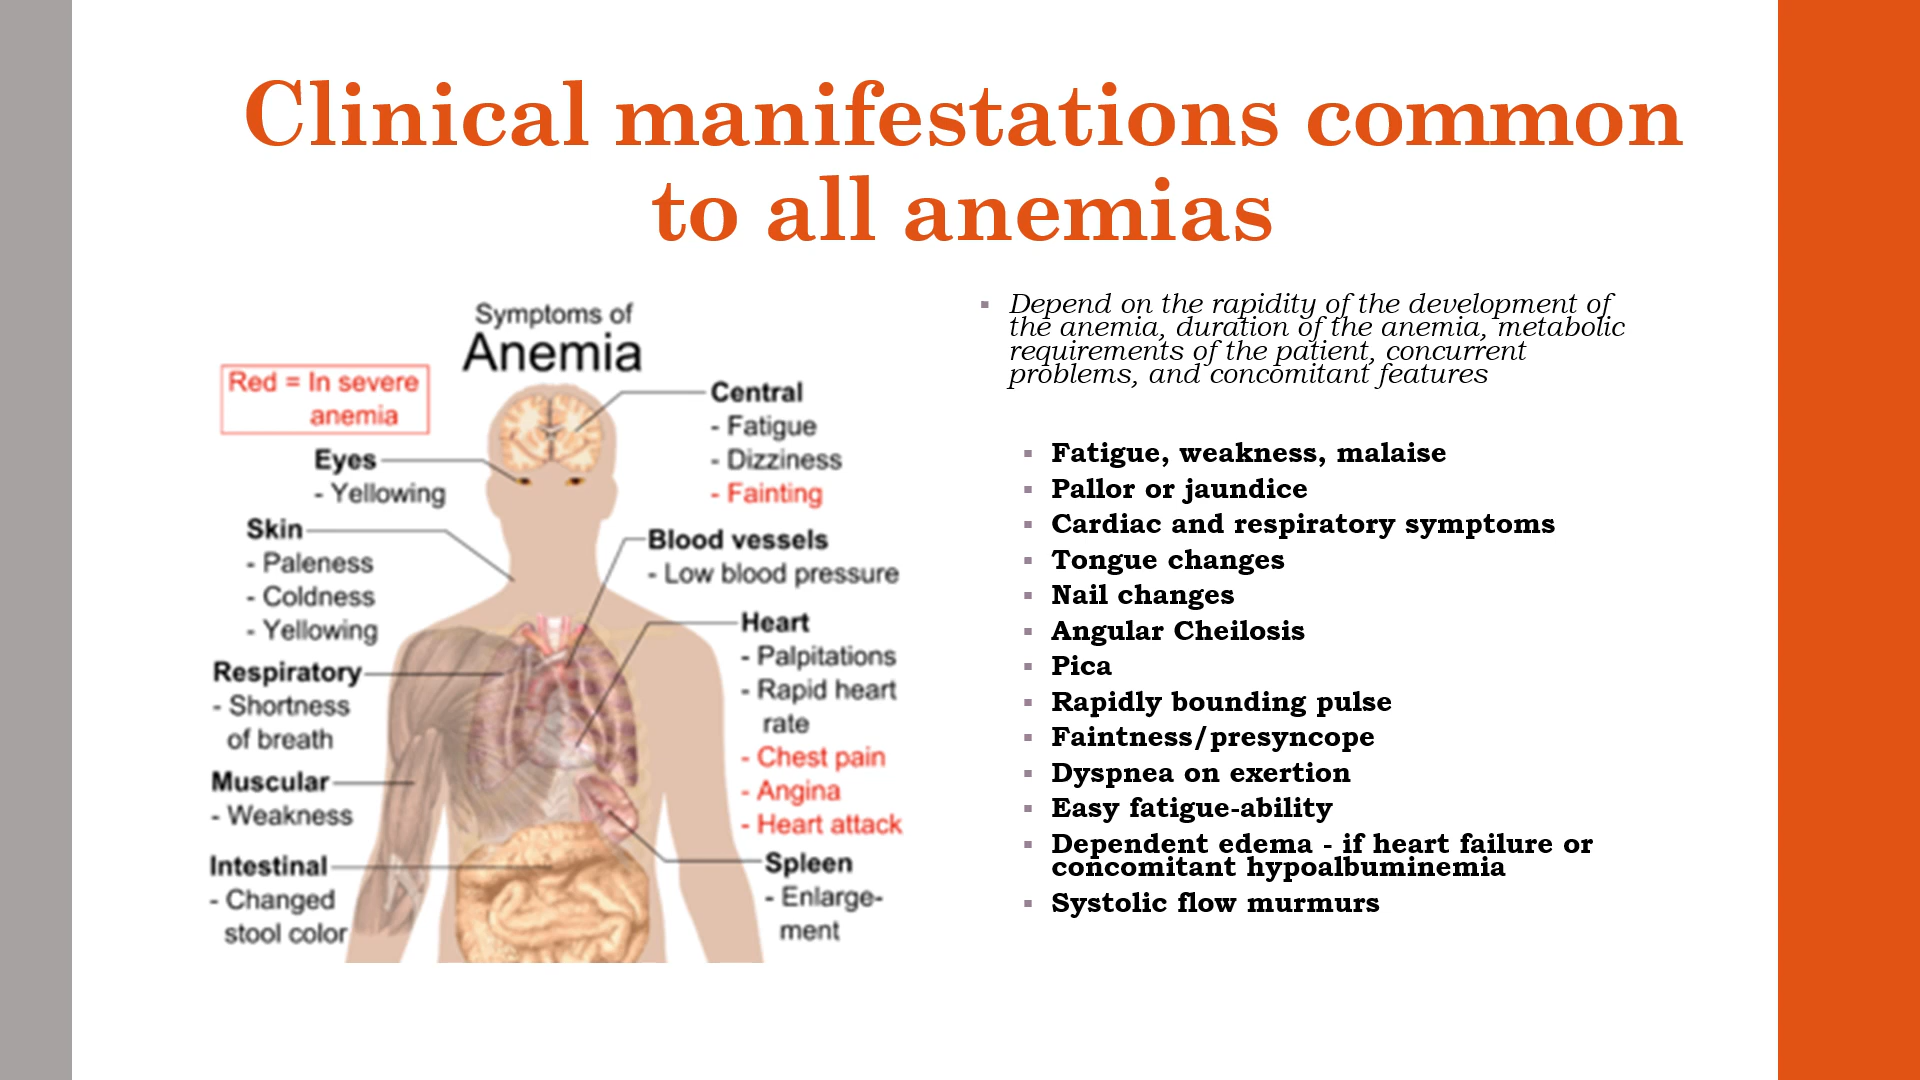 Clinical manifestations common
to all anemias
Symptoms of
Anemia
Red = In severe
anemia
Eyes
- Yellowing
Skin
- Paleness
- Coldness
- Yellowing
Respiratory
- Shortness
of breath
Muscular
- Weakness
Intestinal
- Changed
stool color
Central
- Fatigue
- Dizziness
- Fainting
Blood vessels
- Low blood pressure
Heart
- Palpitations
- Rapid heart
rate
- Chest pain
- Angina
- Heart attack
Spleen
- Enlarge-
ment
▪ Depend on the rapidity of the development of
the anemia, duration of the anemia, metabolic
requirements of the patient, concurrent
problems, and concomitant features
▪ Fatigue, weakness, malaise
▪ Pallor or jaundice
▪ Cardiac and respiratory symptoms
▪ Tongue changes
▪ Nail changes
▪ Angular Cheilosis
▪ Pica
▪ Rapidly bounding pulse
▪ Faintness/presyncope
▪ Dyspnea on exertion
▪ Easy fatigue-ability
▪ Dependent edema - if heart failure or
concomitant hypoalbuminemia
▪ Systolic flow murmurs